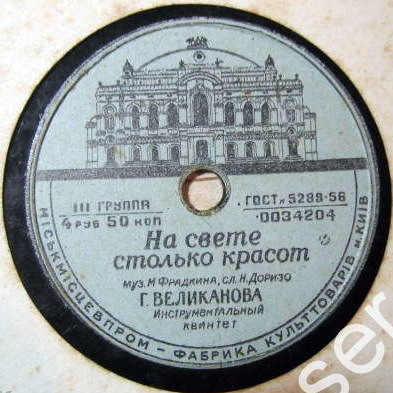 III ГРУППА
4 РУБ 50 КОП
ГОСТ 5289-56
0034204
На свете
столько красот
муз. М Фрадкина, сл. Н. Доризо
Г. ВЕЛИКАНОВА
Инструментальный
квинтет
МІСЬКМІСЦЕВПРОМ - ФАБРИКА КУЛЬТТОВАРІВ м. КИЇВ
ser